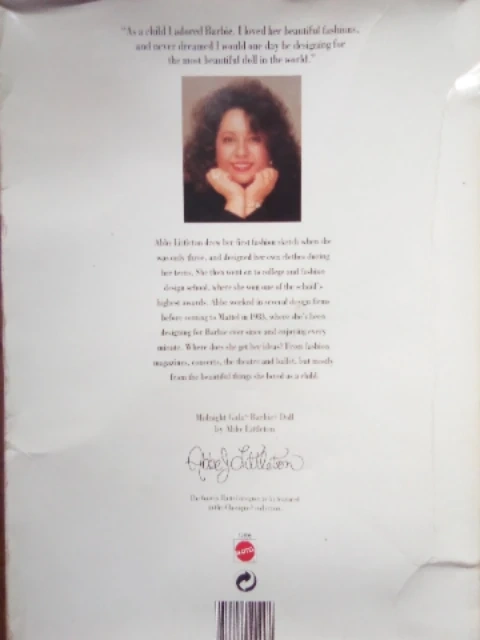 "As a child I adored Barbie. I loved her beautiful fashions,
and never dreamed I would one day be designing for
the most beautiful doll in the world."
Abbe Littleton drew her first fashion sketch when she
was only three, and designed her own clothes during
her teens. She then went on to college and fashion
design school, where she won one of the school's
highest awards. Abbe worked in several design firms
before coming to Mattel in 1983, where she's been
designing for Barbie ever since and enjoying every
minute. Where does she get her ideas? From fashion
magazines, concerts, the theatre and ballet, but mostly
from the beautiful things she loved as a child.
Midnight Gala™ Barbie® Doll
by Abbe Littleton
Abbe Littleton
MATTEL